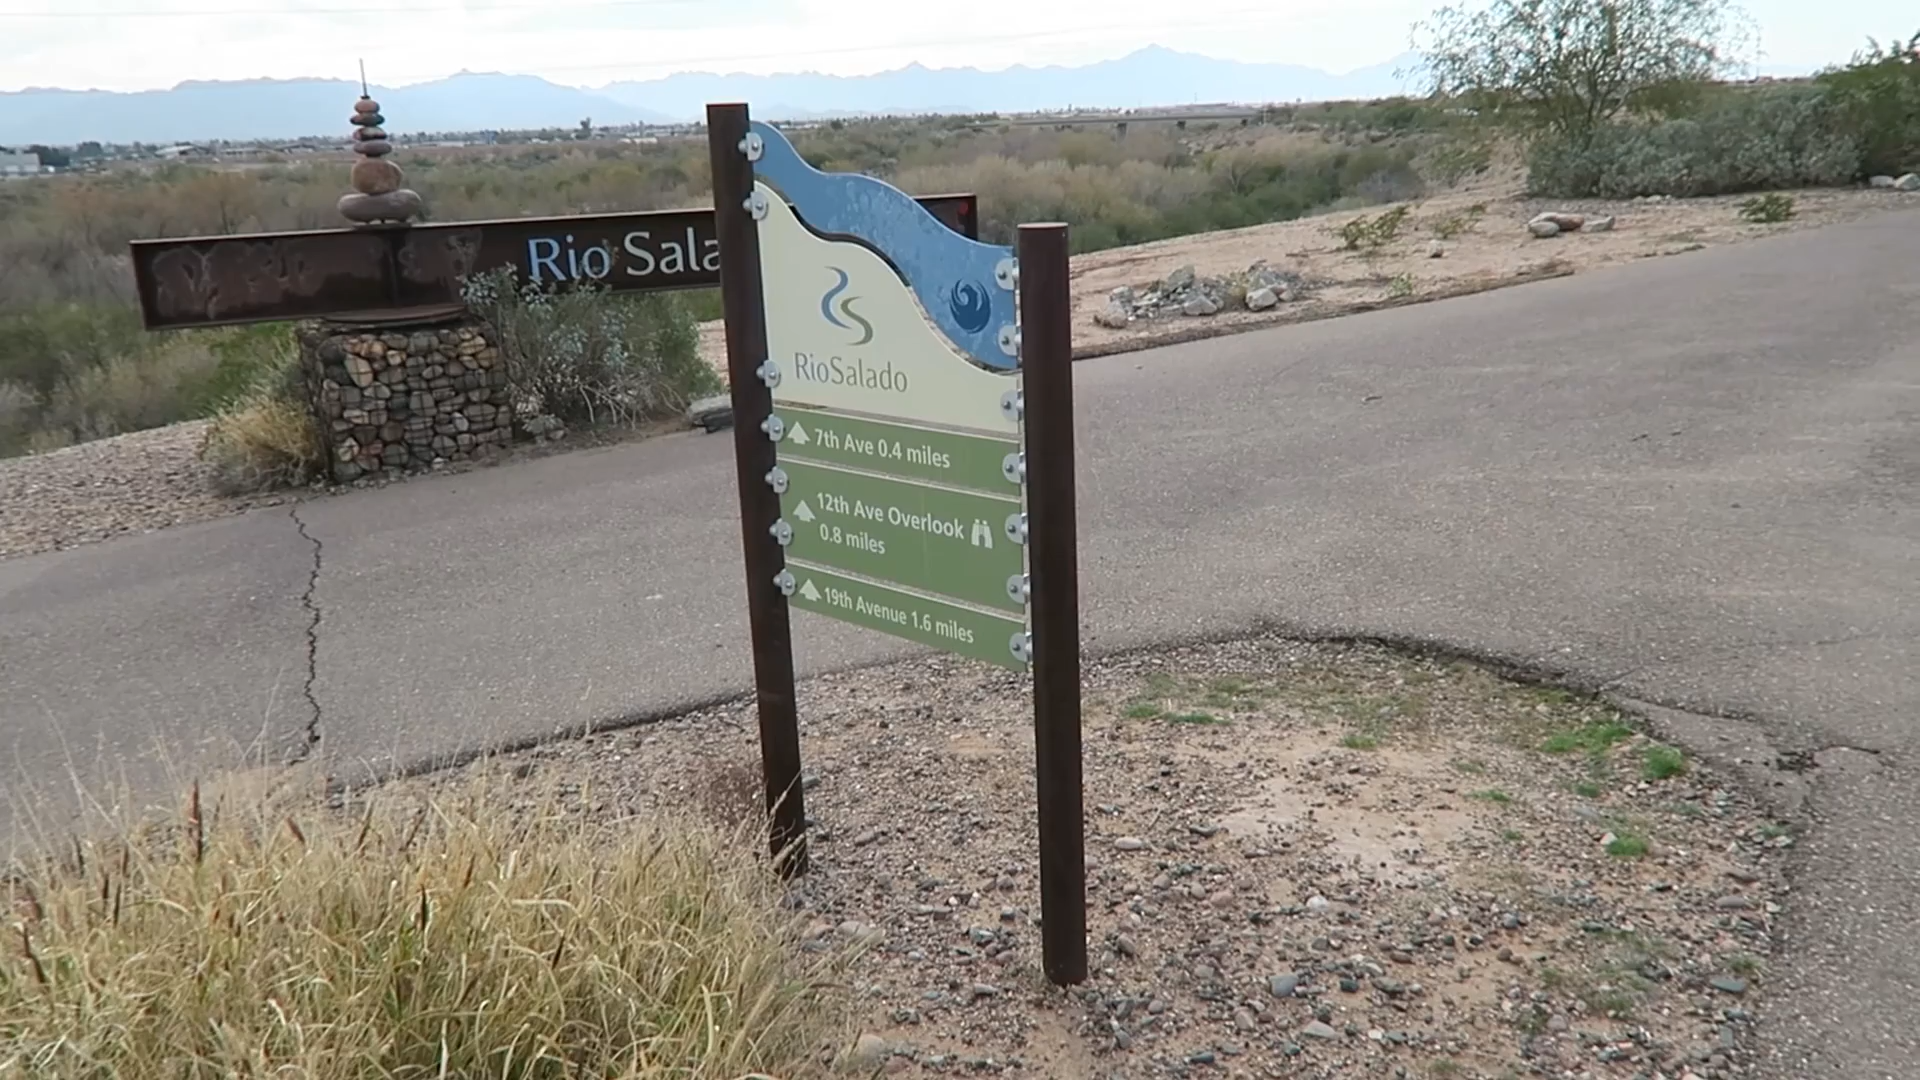 Rio Sala
RioSalado
7th Ave 0.4 miles
12th Ave Overlook
0.8 miles
19th Avenue 1.6 miles